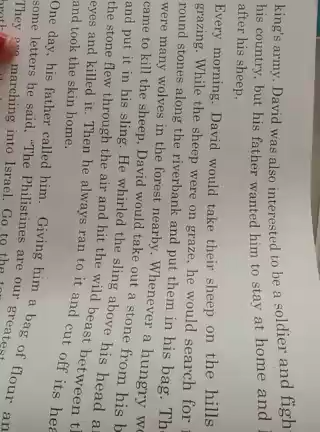 king's army. David was also interested to be a soldier and figh
his country, but his father wanted him to stay at home and l
after his sheep.
Every morning, David would take their sheep on the hills
grazing. While the sheep were on graze, he would search for
round stones along the riverbank and put them in his bag. Th
were many wolves in the forest nearby. Whenever a hungry w
came to kill the sheep, David would take out a stone from his b
and put it in his sling. He whirled the sling above his head a
the stone flew through the air and hit the wild beast between t
eyes and killed it. Then he always ran to it and cut off its hea
and took the skin home.
One day, his father called him. Giving him a bag of flour an
some letters he said, "The Philistines are our greatest
They are marching into Israel. Go to the